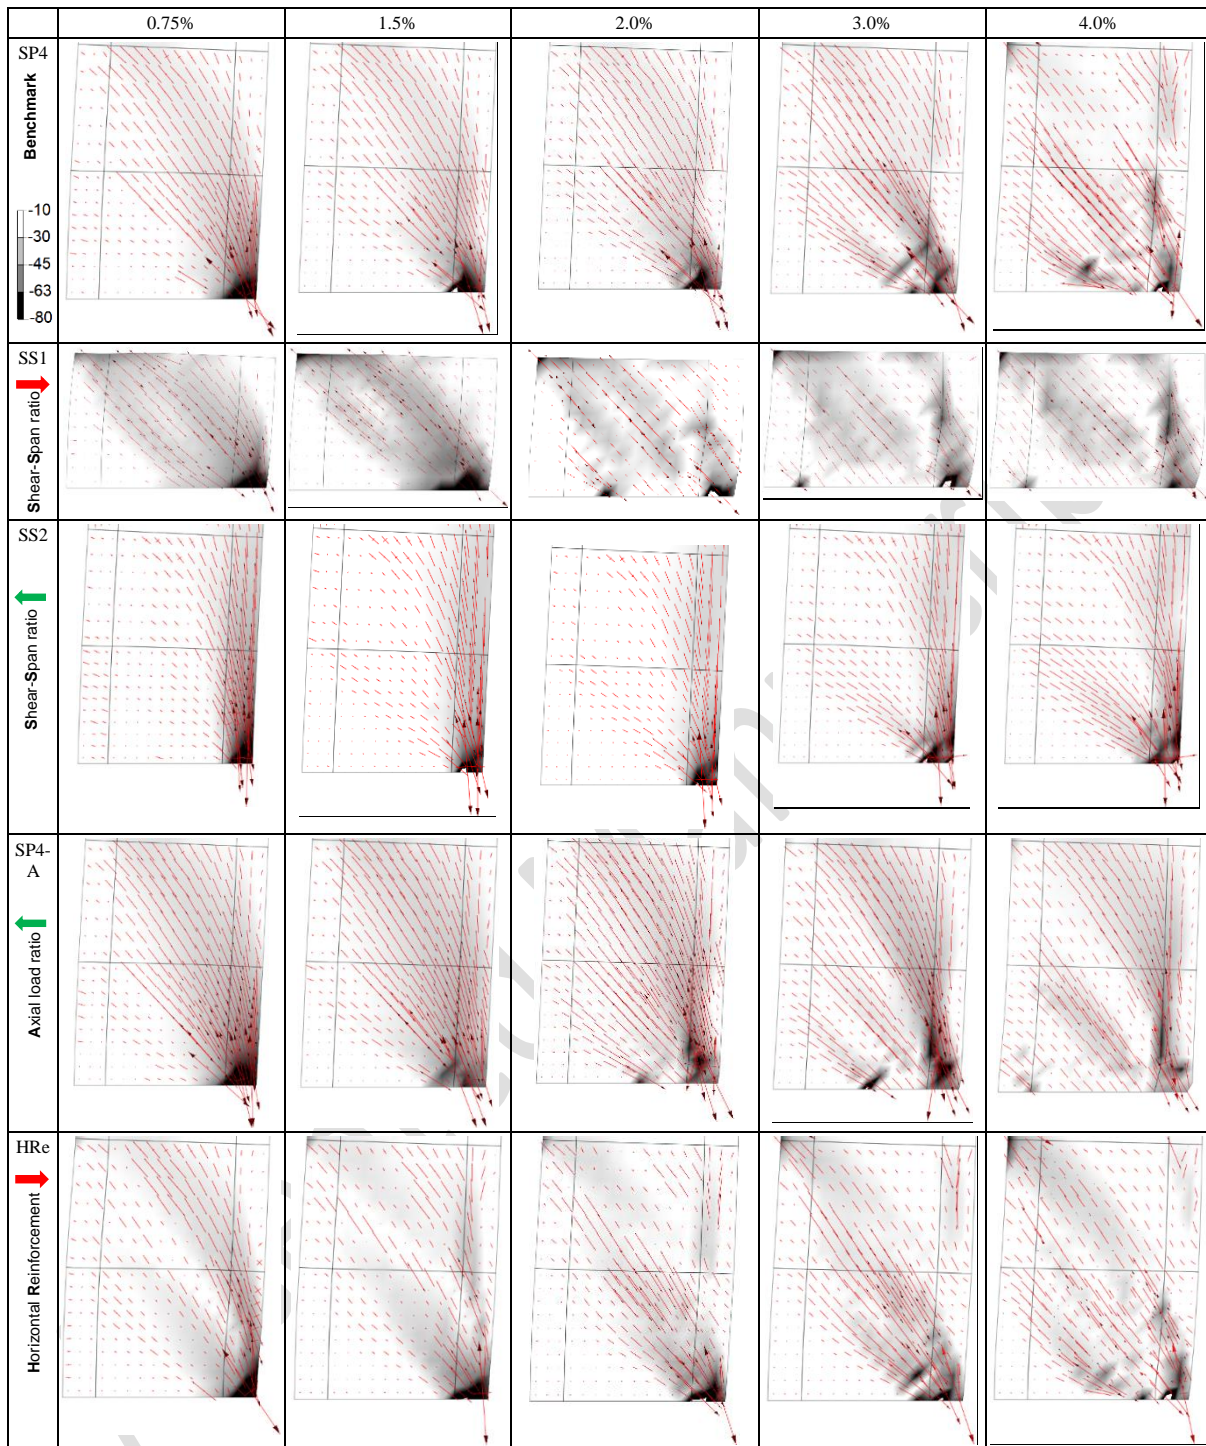 0.75%
1.5%
2.0%
3.0%
4.0%
SP4
Benchmark
-10
-30
-45
-63
-80
SS1
Shear-Span ratio
SS2
Shear-Span ratio
SP4-
A
Axial load ratio
HRe
Horizontal Reinforcement